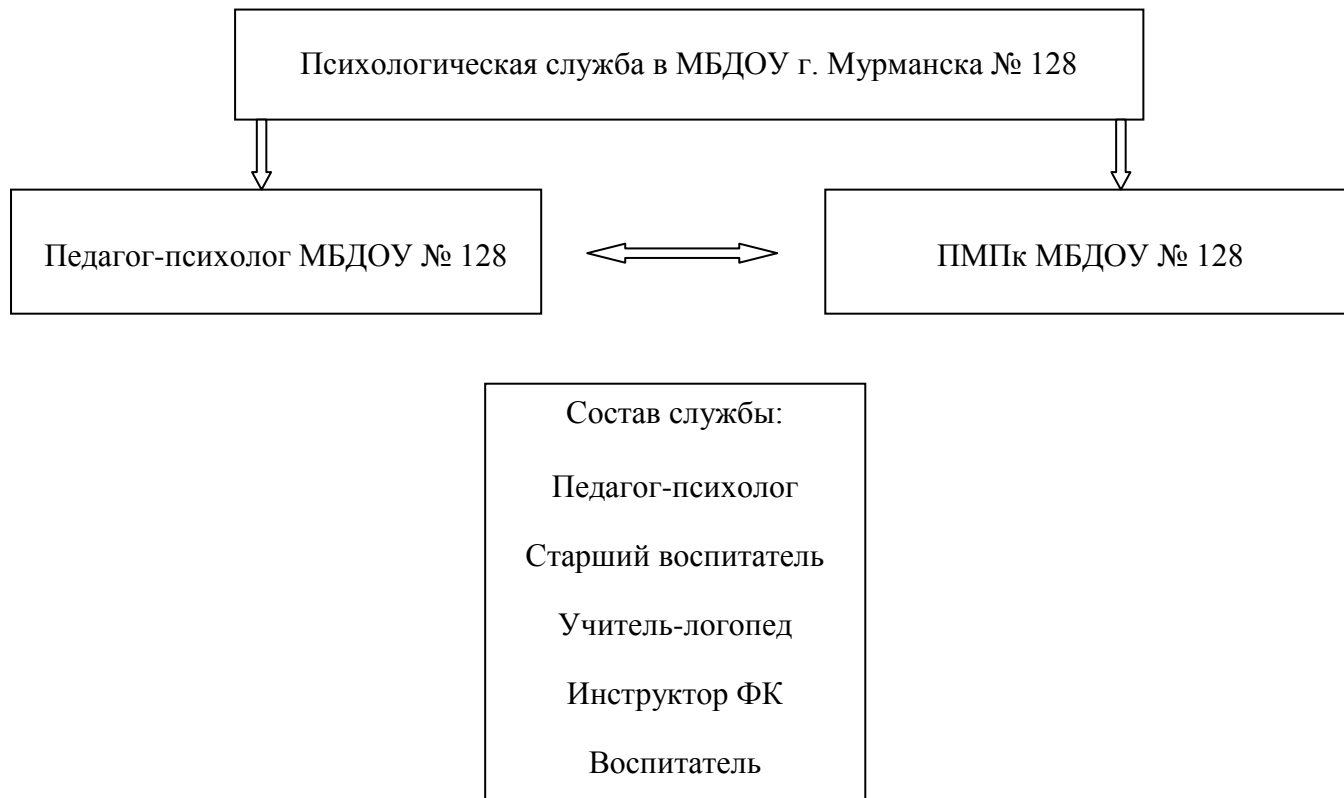 Психологическая служба в МБДОУ г. Мурманска № 128
Педагог-психолог МБДОУ № 128
ПМПк МБДОУ № 128
Состав службы:
Педагог-психолог
Старший воспитатель
Учитель-логопед
Инструктор ФК
Воспитатель